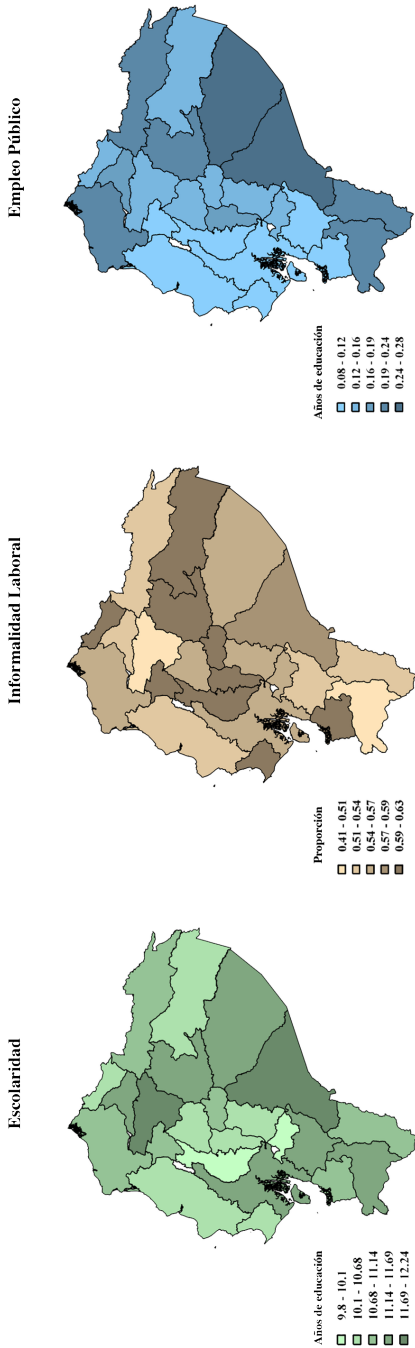 Escolaridad
Años de educación
9.8 - 10.1
10.1 - 10.68
10.68 - 11.14
11.14 - 11.69
11.69 - 12.24
Informalidad Laboral
Proporción
0.41 - 0.51
0.51 - 0.54
0.54 - 0.57
0.57 - 0.59
0.59 - 0.63
Empleo Público
Años de educación
0.08 - 0.12
0.12 - 0.16
0.16 - 0.19
0.19 - 0.24
0.24 - 0.28